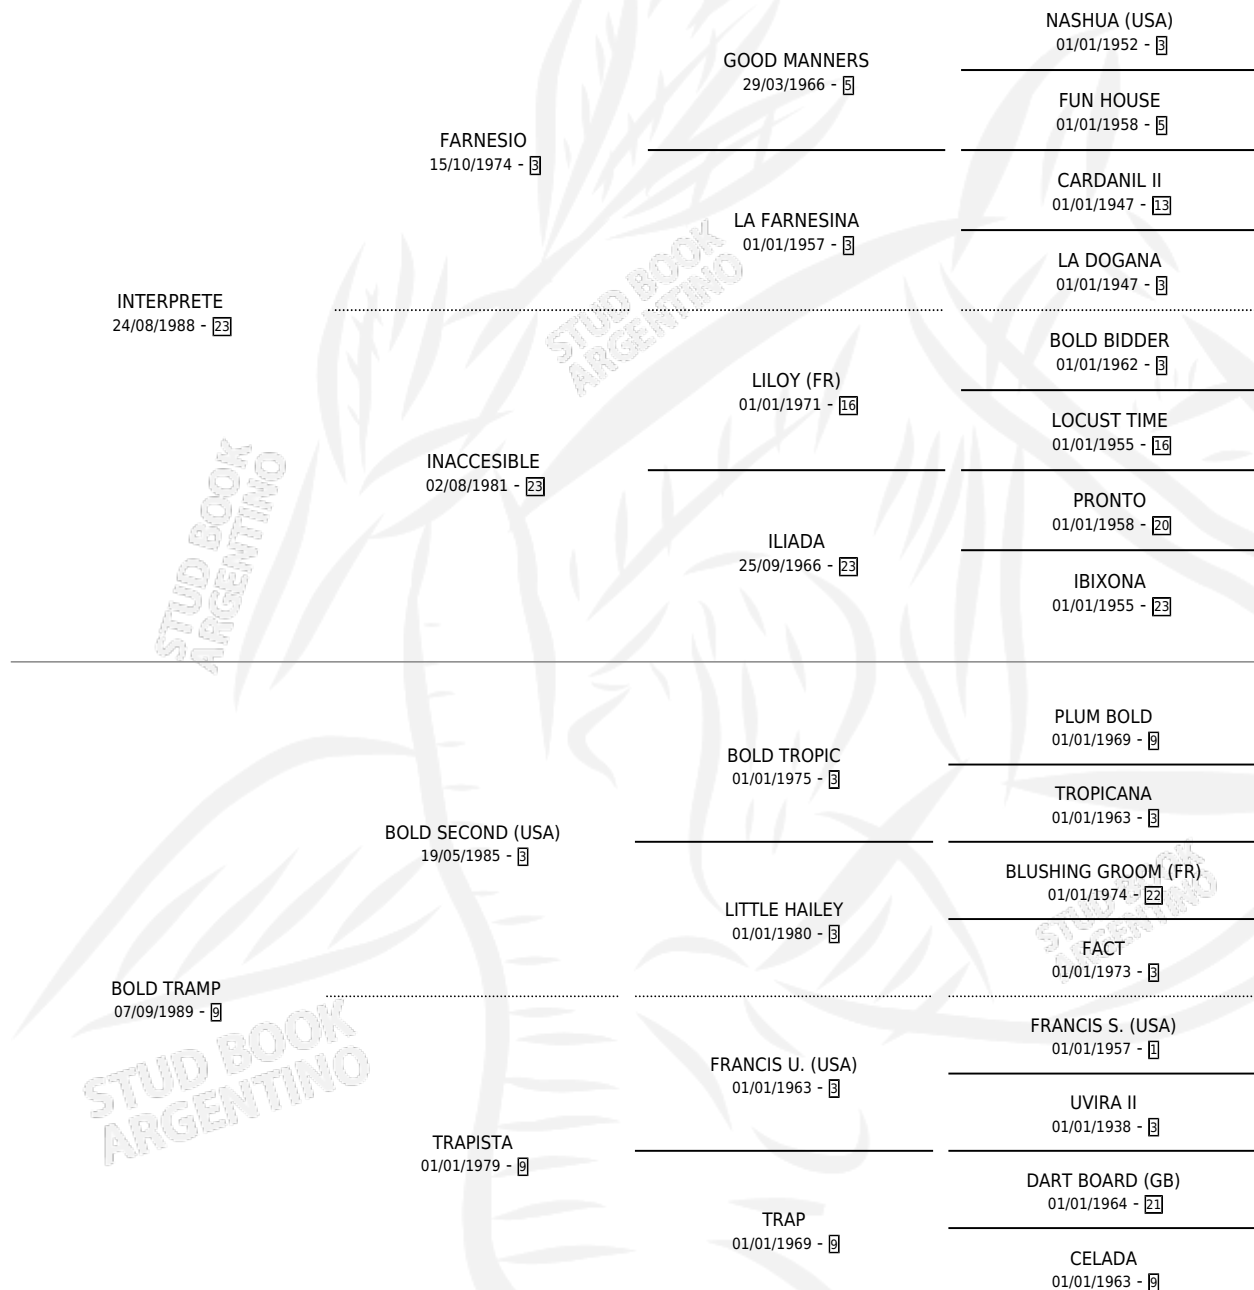 NASHUA (USA)
01/01/1952 - 3
GOOD MANNERS
29/03/1966 - 5
FUN HOUSE
01/01/1958 - 5
FARNESIO
15/10/1974 - 3
CARDANIL II
01/01/1947 - 13
LA FARNESINA
01/01/1957 - 3
LA DOGANA
01/01/1947 - 3
INTERPRETE
24/08/1988 - 23
STUD BOOK
ARGENTINO
BOLD BIDDER
01/01/1962 - 3
LILOY (FR)
01/01/1971 - 16
LOCUST TIME
01/01/1955 - 16
INACCESIBLE
02/08/1981 - 23
PRONTO
01/01/1958 - 20
ILIADA
25/09/1966 - 23
IBIXONA
01/01/1955 - 23
STUD BOOK
ARGENTINO
PLUM BOLD
01/01/1969 - 9
BOLD TROPIC
01/01/1975 - 3
TROPICANA
01/01/1963 - 3
BOLD SECOND (USA)
19/05/1985 - 3
BLUSHING GROOM (FR)
01/01/1974 - 22
LITTLE HAILEY
01/01/1980 - 3
STUD BOOK
ARGENTINO
FACT
01/01/1973 - 3
BOLD TRAMP
07/09/1989 - 9
STUD BOOK
ARGENTINO
FRANCIS S. (USA)
01/01/1957 - 1
FRANCIS U. (USA)
01/01/1963 - 3
UVIRA II
01/01/1938 - 3
TRAPISTA
01/01/1979 - 9
DART BOARD (GB)
01/01/1964 - 21
TRAP
01/01/1969 - 9
CELADA
01/01/1963 - 9